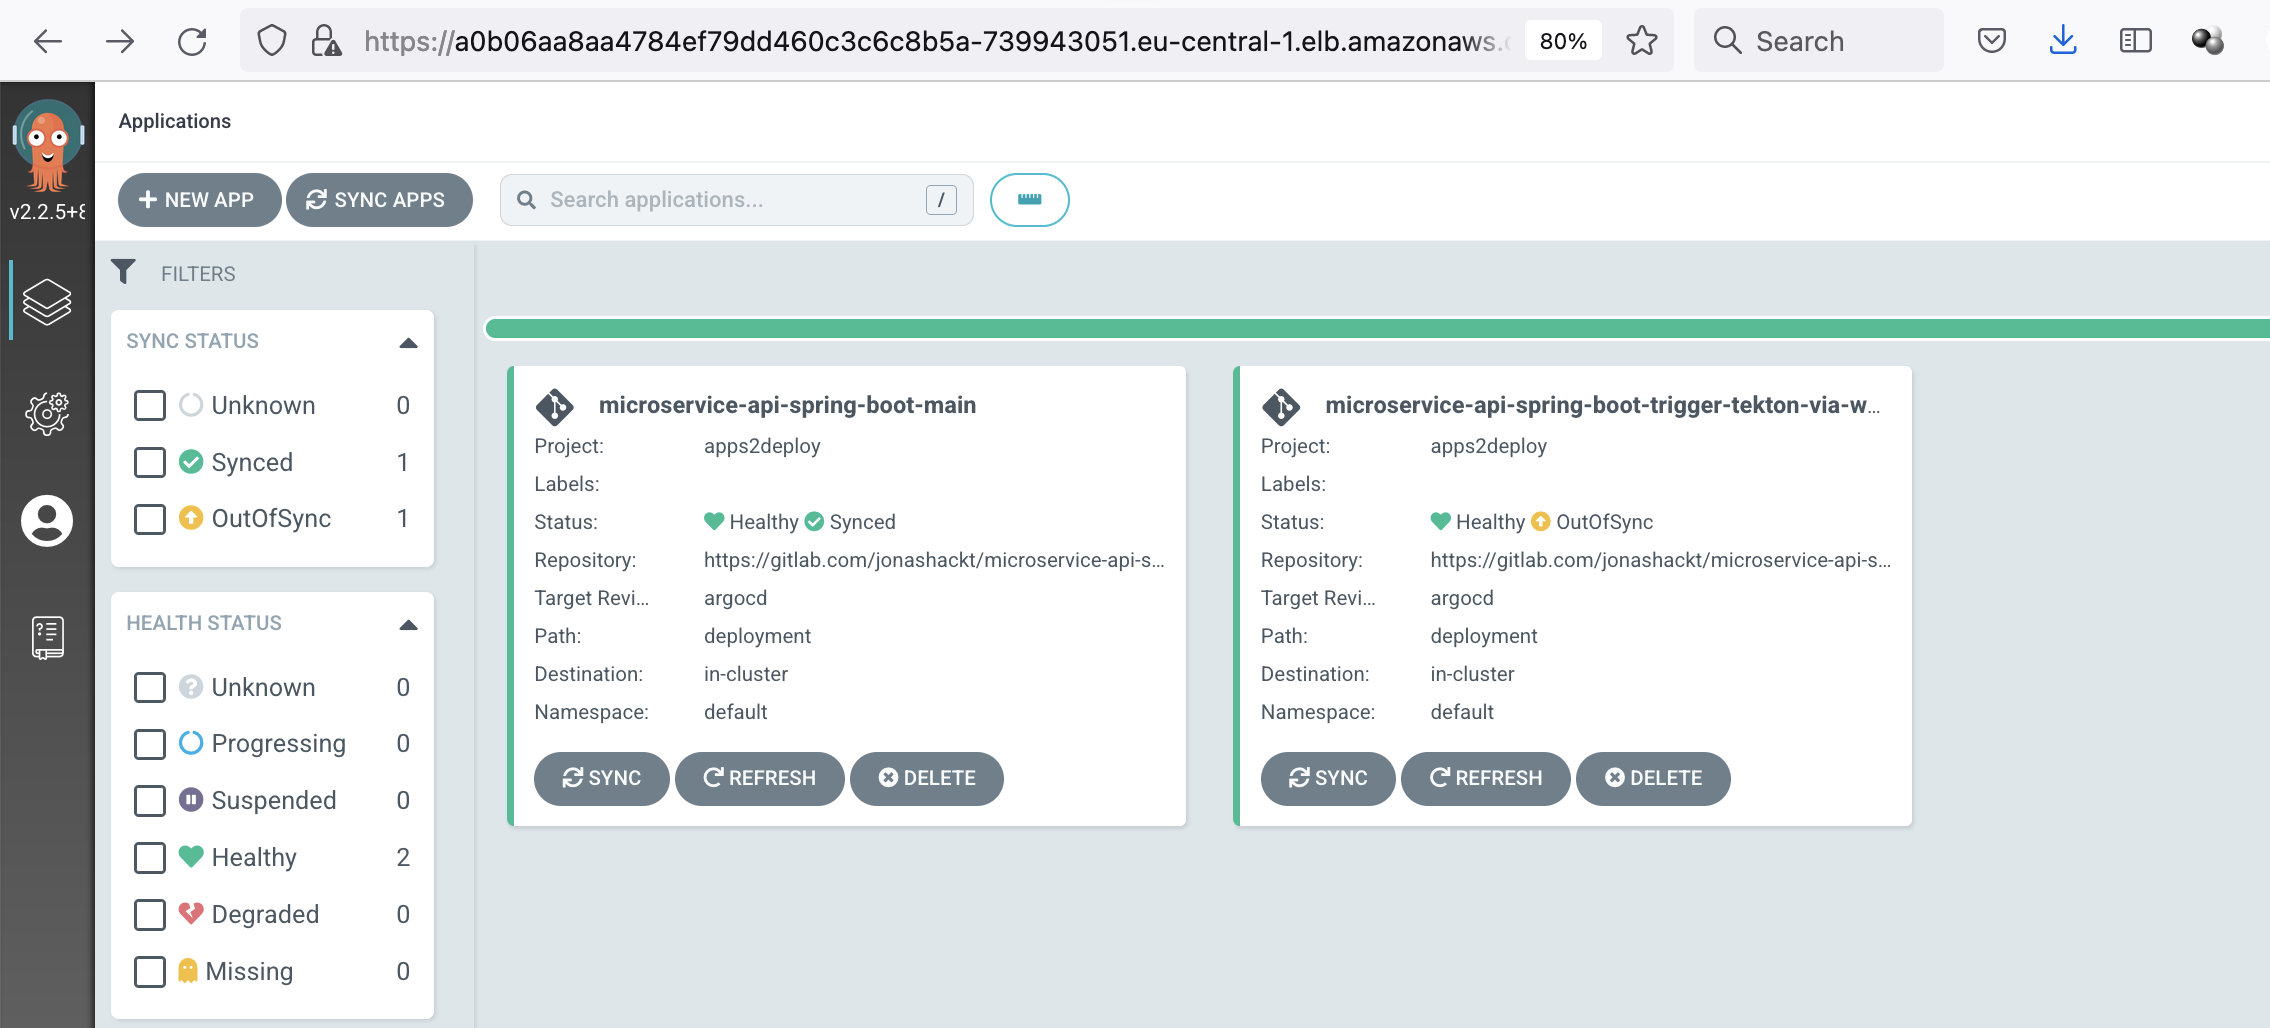 https://a0b06aa8aa4784ef79dd460c3c6c8b5a-739943051.eu-central-1.elb.amazonaws.c 80% Search
v2.2.5+8
Applications
NEW APP SYNC APPS Search applications... /
FILTERS
SYNC STATUS
Unknown 0
Synced 1
OutOfSync 1
HEALTH STATUS
Unknown 0
Progressing 0
Suspended 0
Healthy 2
Degraded 0
Missing 0
microservice-api-spring-boot-main
Project: apps2deploy
Labels:
Status: Healthy Synced
Repository: https://gitlab.com/jonashackt/microservice-api-s...
Target Revi... argocd
Path: deployment
Destination: in-cluster
Namespace: default
SYNC REFRESH DELETE
microservice-api-spring-boot-trigger-tekton-via-w...
Project: apps2deploy
Labels:
Status: Healthy OutOfSync
Repository: https://gitlab.com/jonashackt/microservice-api-s...
Target Revi... argocd
Path: deployment
Destination: in-cluster
Namespace: default
SYNC REFRESH DELETE